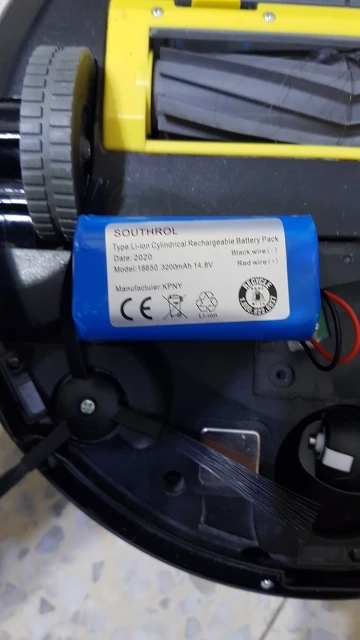 SOUTHROL
Type:Li-Ion Cylindrical Rechargeable Battery Pack
Date: 2020
Black wire(-)
Model:18650 3200mAh 14.8V
Red wire(+)
Manufacturer:KPNY
CE
Li-ion
RECYCLE